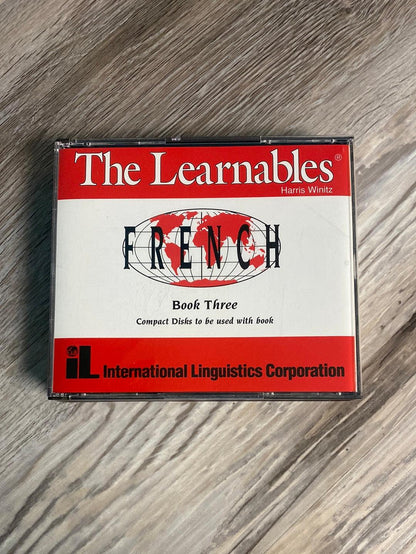 The Learnables®
Harris Winitz
FRENCH
Book Three
Compact Disks to be used with book
iL International Linguistics Corporation